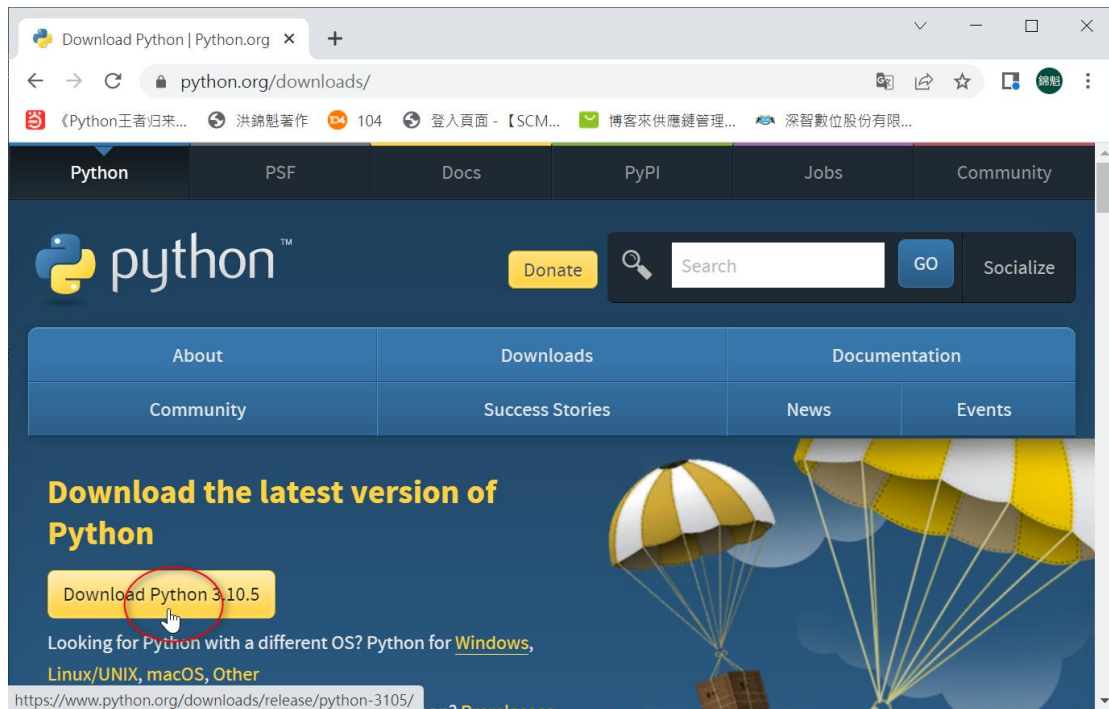 Download Python | Python.org
python.org/downloads/
錦魁
《Python王者归来...
洪錦魁著作
104
104
登入頁面 -【SCM...
博客來供應鏈管理...
深智數位股份有限...
Python
PSF
Docs
PyPI
Jobs
Community
python™
Donate
Search
GO
Socialize
About
Downloads
Documentation
Community
Success Stories
News
Events
Download the latest version of
Python
Download Python 3.10.5
Looking for Python with a different OS? Python for Windows,
Linux/UNIX, macOS, Other
https://www.python.org/downloads/release/python-3105/